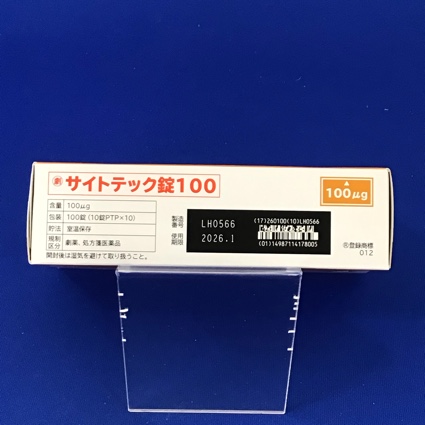 劇 サイトテック錠100
100μg
含量 100μg
包装 100錠(10錠PTP×10)
貯法 室温保存
規制区分 劇薬、処方箋医薬品
開封後は湿気を避けて取り扱うこと。
製造番号 LH0566
使用期限 2026.1
(17)260100(10)LH0566
(01)14987114178005
®登録商標
012